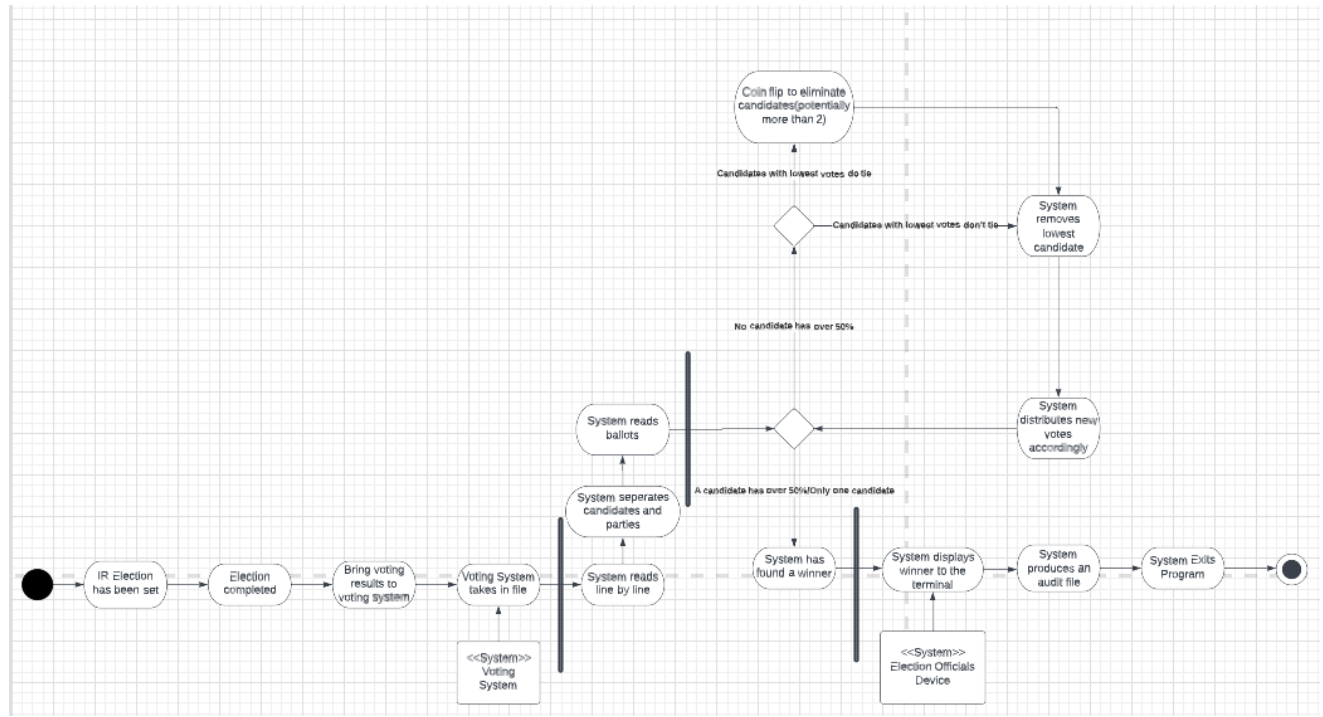 Coin flip to eliminate
candidates(potentially
more than 2)
Candidates with lowest votes do tie
Candidates with lowest votes don't tie
System
removes
lowest
candidate
No candidate has over 50%
System reads
ballots
System
distributes new
votes
accordingly
A candidate has over 50%/Only one candidate
System seperates
candidates and
parties
IR Election
has been set
Election
completed
Bring voting
results to
voting system
Voting System
takes in file
System reads
line by line
System has
found a winner
System displays
winner to the
terminal
System
produces an
audit file
System Exits
Program
<<System>>
Voting
System
<<System>>
Election Officials
Device